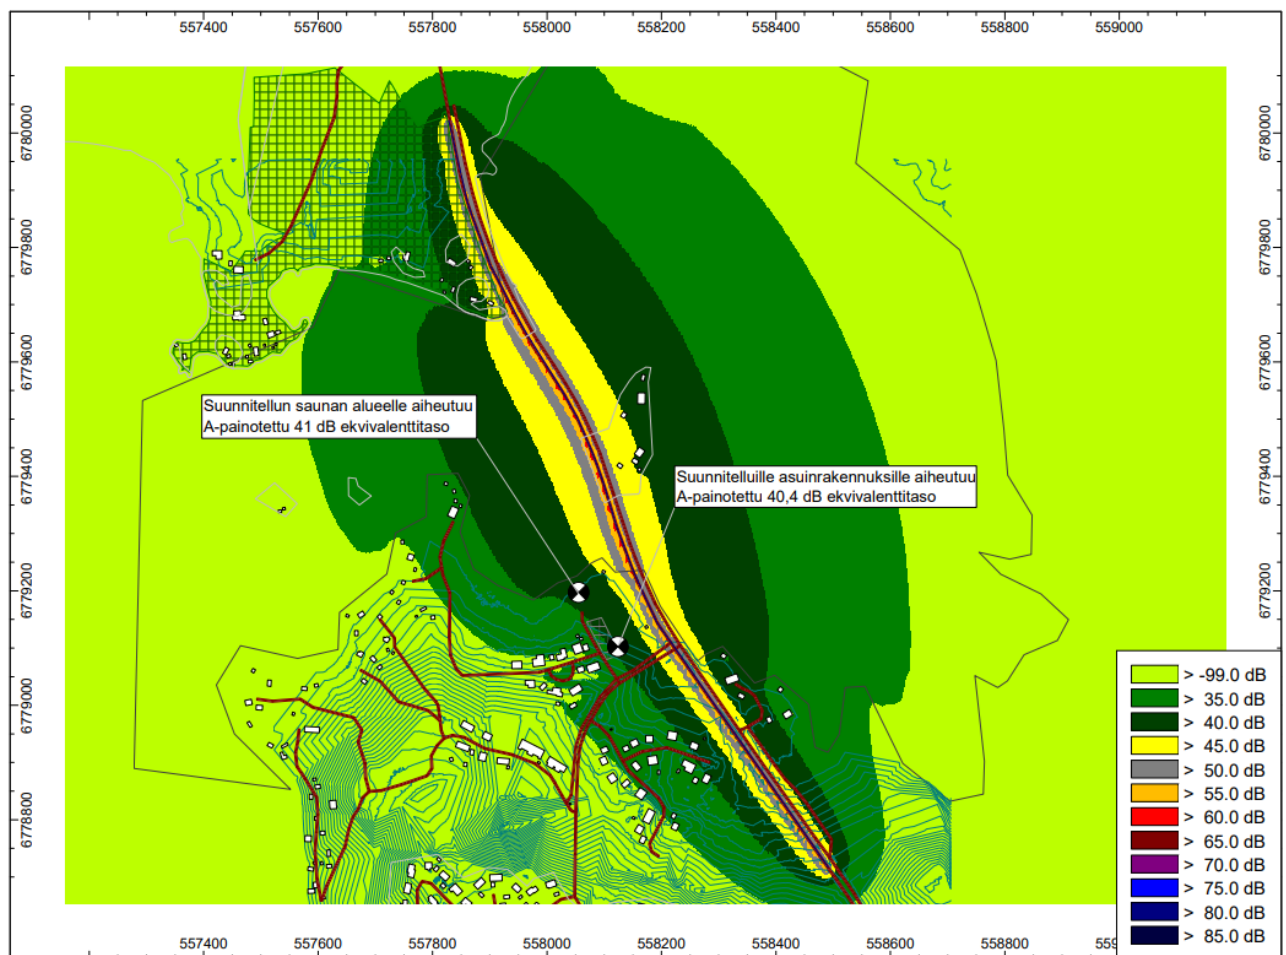 557400 557600 557800 558000 558200 558400 558600 558800 559000
6780000 6780000
6779800 6779800
6779600 6779600
Suunnitellun saunan alueelle aiheutuu
A-painotettu 41 dB ekvivalenttitaso
6779400 6779400
Suunnitelluille asuinrakennuksille aiheutuu
A-painotettu 40,4 dB ekvivalenttitaso
6779200 6779200
6779000 6779000
6778800 6778800
> -99.0 dB
> 35.0 dB
> 40.0 dB
> 45.0 dB
> 50.0 dB
> 55.0 dB
> 60.0 dB
> 65.0 dB
> 70.0 dB
> 75.0 dB
> 80.0 dB
> 85.0 dB
557400 557600 557800 558000 558200 558400 558600 558800